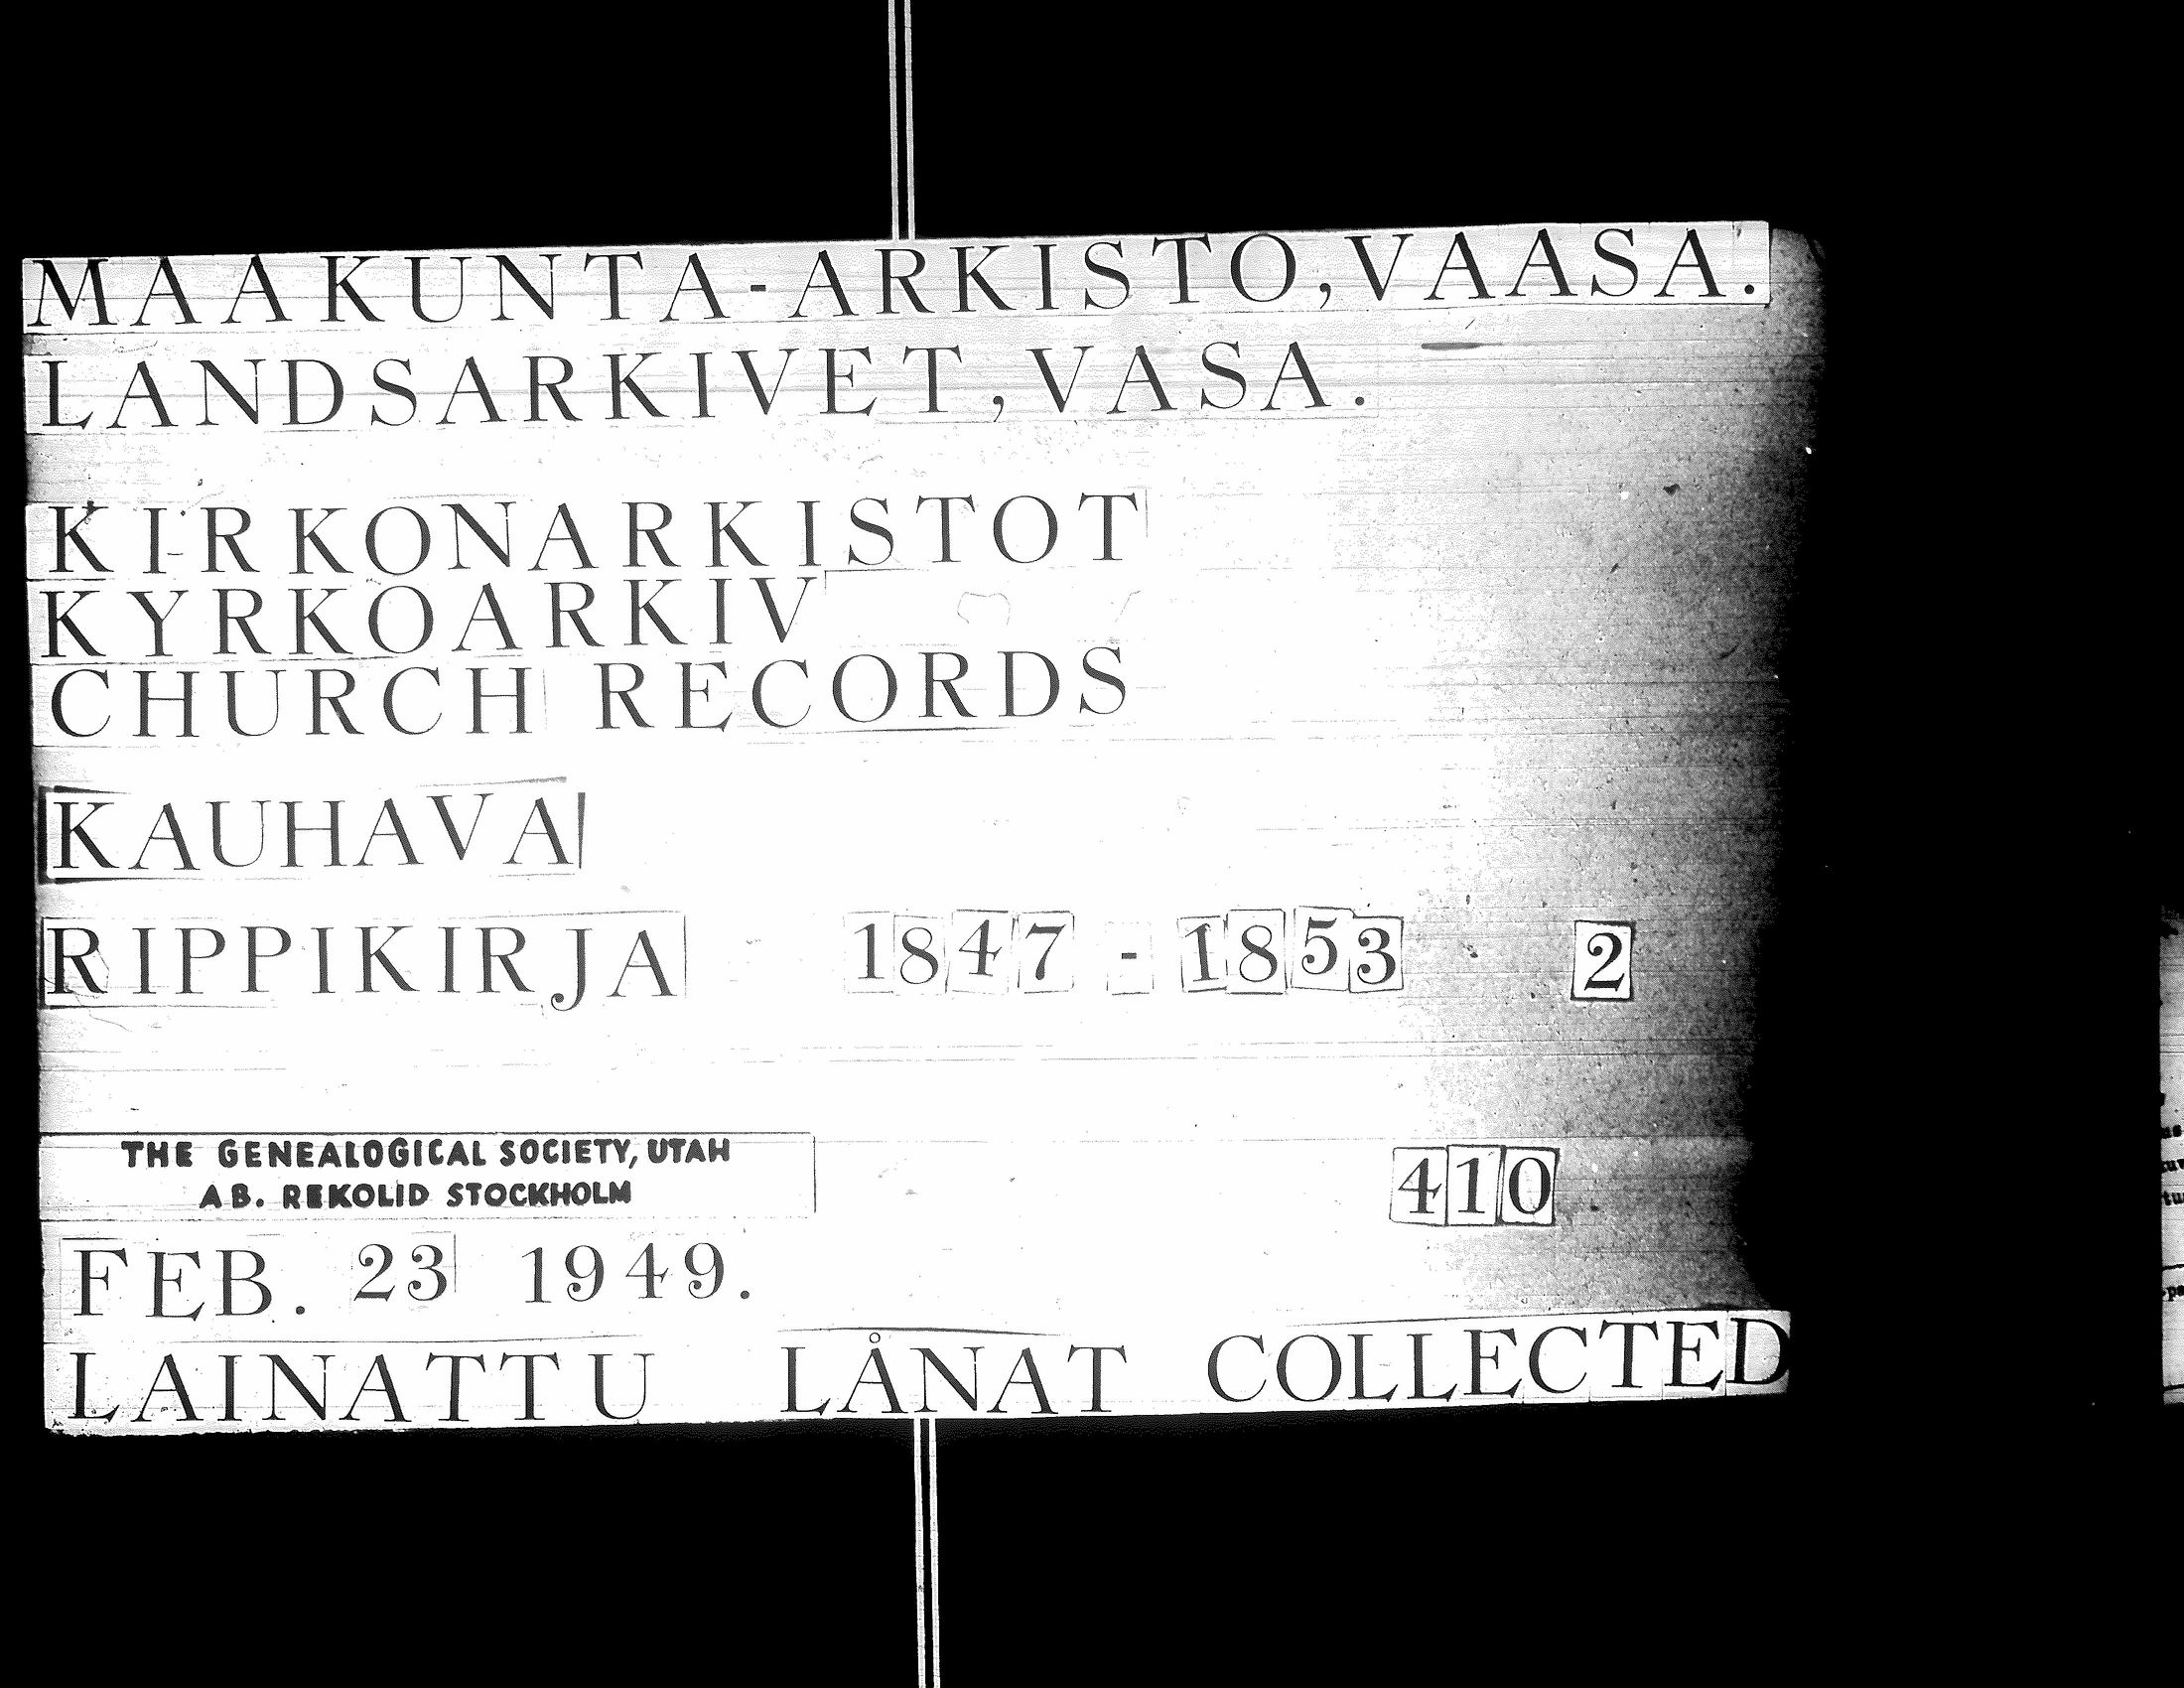 MAAKUNTA-ARKISTO, VAASA.
LANDSARKIVET, VASA.
KIRKONARKISTOT
KYRKOARKIV
CHURCH RECORDS
KAUHAVA
RIPPIKIRJA 1847 - 1853 2
THE GENEALOGICAL SOCIETY, UTAH
AB. REKOLID STOCKHOLM
410
FEB. 23 1949.
LAINATTU LÅNAT COLLECTED